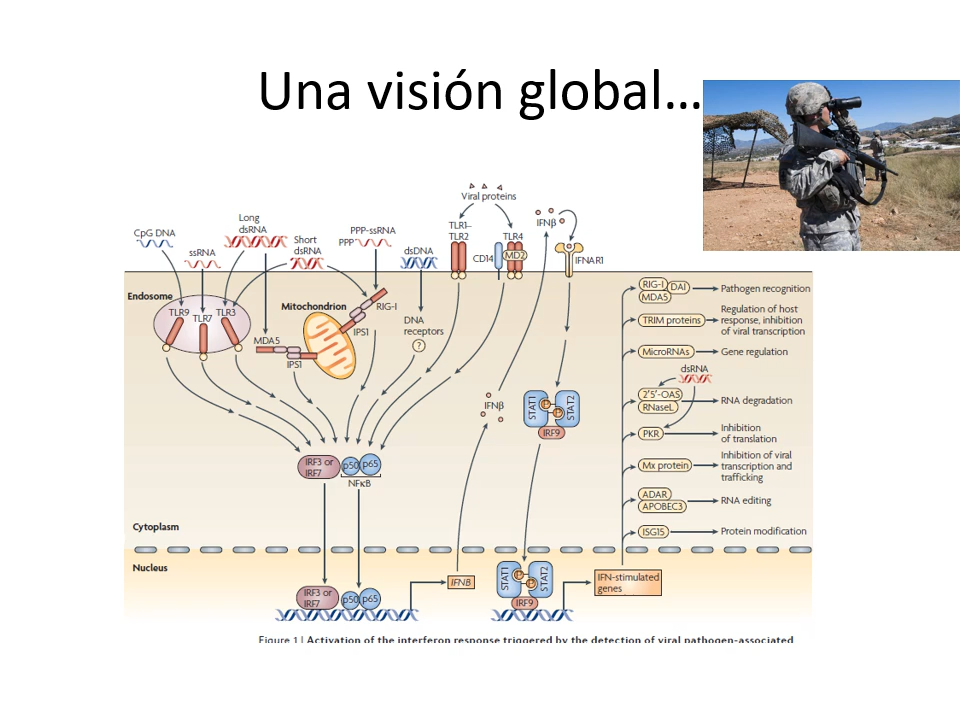 Una visión global...
Viral proteins
CpG DNA
ssRNA
Long
dsRNA
Short
dsRNA
PPP-ssRNA
PPP
dsDNA
TLR1–
TLR2
CD14
TLR4
MD2
IFNβ
IFNAR1
Endosome
TLR9
TLR7
TLR3
Mitochondrion
RIG-I
IPS1
MDA5
IPS1
DNA
receptors
?
IFNβ
STAT1
P
P
STAT2
IRF9
IRF3 or
IRF7
p50
p65
NFκB
RIG-I
DAI
MDA5
Pathogen recognition
TRIM proteins
Regulation of host
response, inhibition
of viral transcription
MicroRNAs
Gene regulation
dsRNA
2′5′-OAS
RNaseL
RNA degradation
PKR
Inhibition
of translation
Mx protein
Inhibition of viral
transcription and
trafficking
ADAR
APOBEC3
RNA editing
ISG15
Protein modification
Cytoplasm
Nucleus
IRF3 or
IRF7
p50
p65
IFNB
STAT1
P
P
STAT2
IRF9
IFN-stimulated
genes
Figure 1 | Activation of the interferon response triggered by the detection of viral pathogen-associated